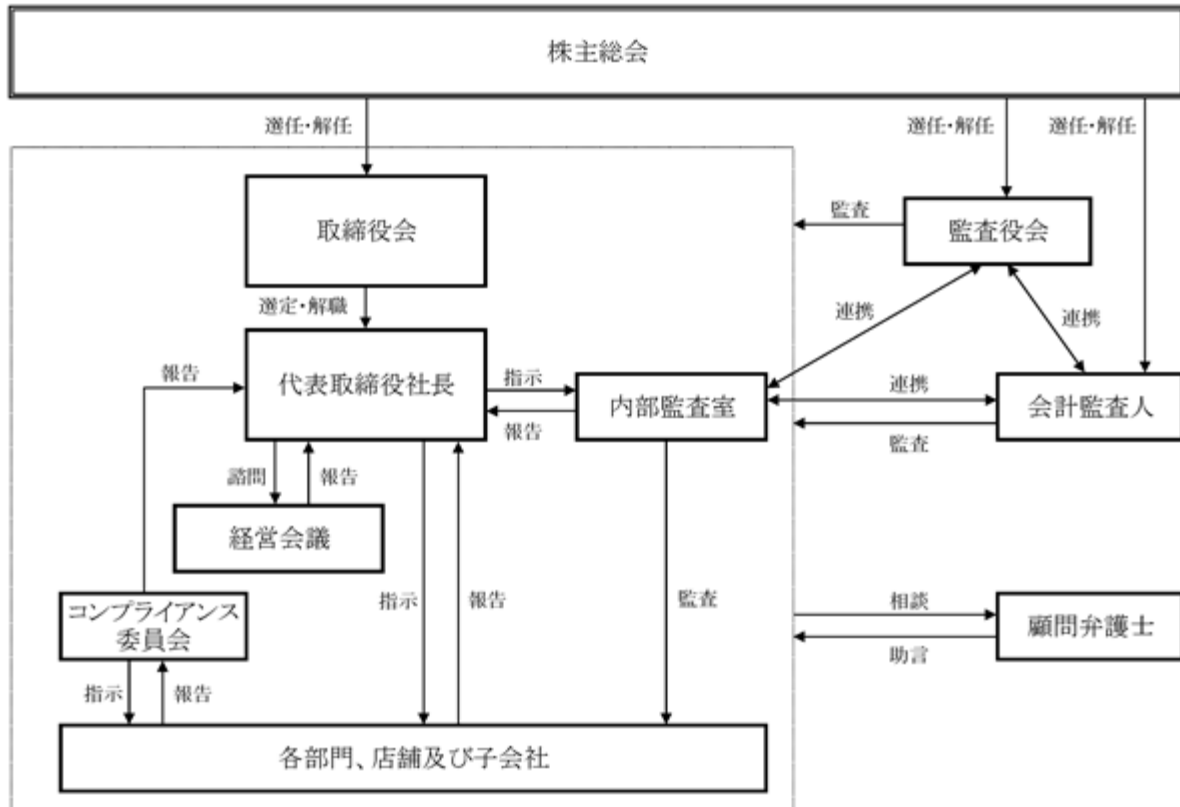 株主総会
選任・解任
選任・解任
選任・解任
取締役会
監査
監査役会
選定・解職
連携
連携
報告
代表取締役社長
指示
報告
内部監査室
連携
監査
会計監査人
諮問
報告
経営会議
コンプライアンス
委員会
指示
報告
監査
相談
助言
顧問弁護士
指示
報告
各部門、店舗及び子会社